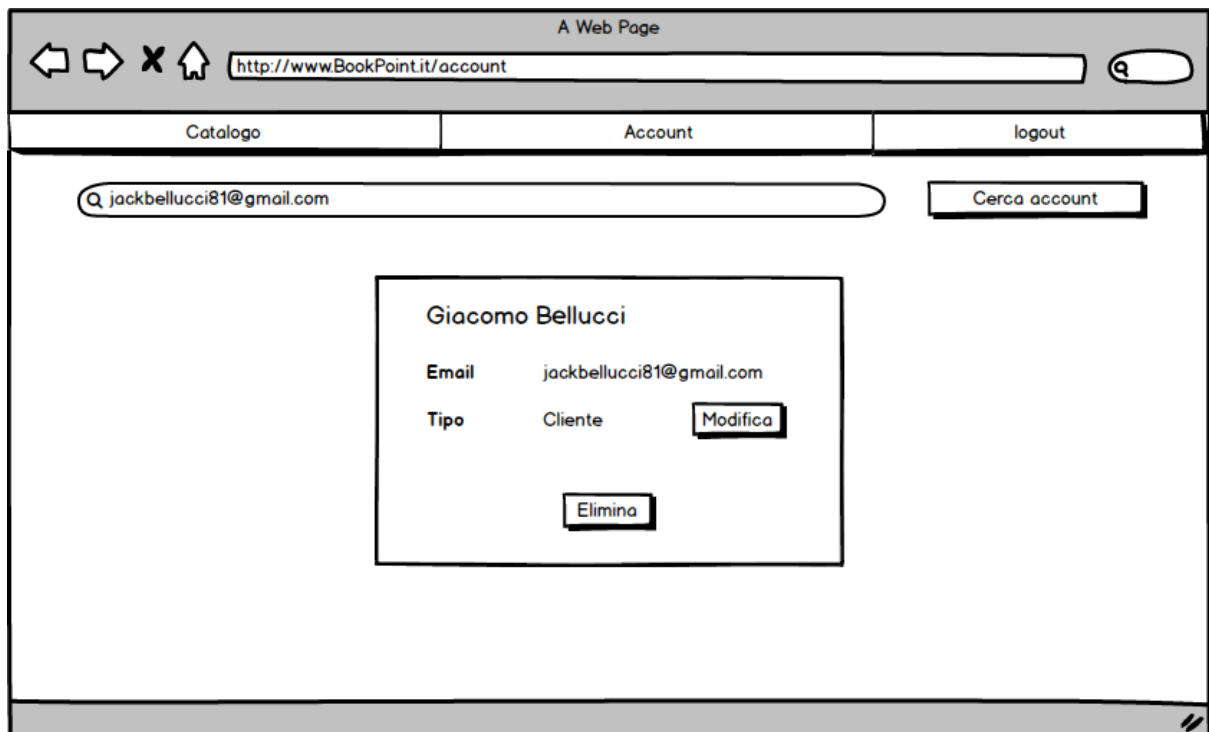 A Web Page
http://www.BookPoint.it/account
Catalogo Account logout
jackbellucci81@gmail.com Cerca account
Giacomo Bellucci
Email jackbellucci81@gmail.com
Tipo Cliente Modifica
Elimina